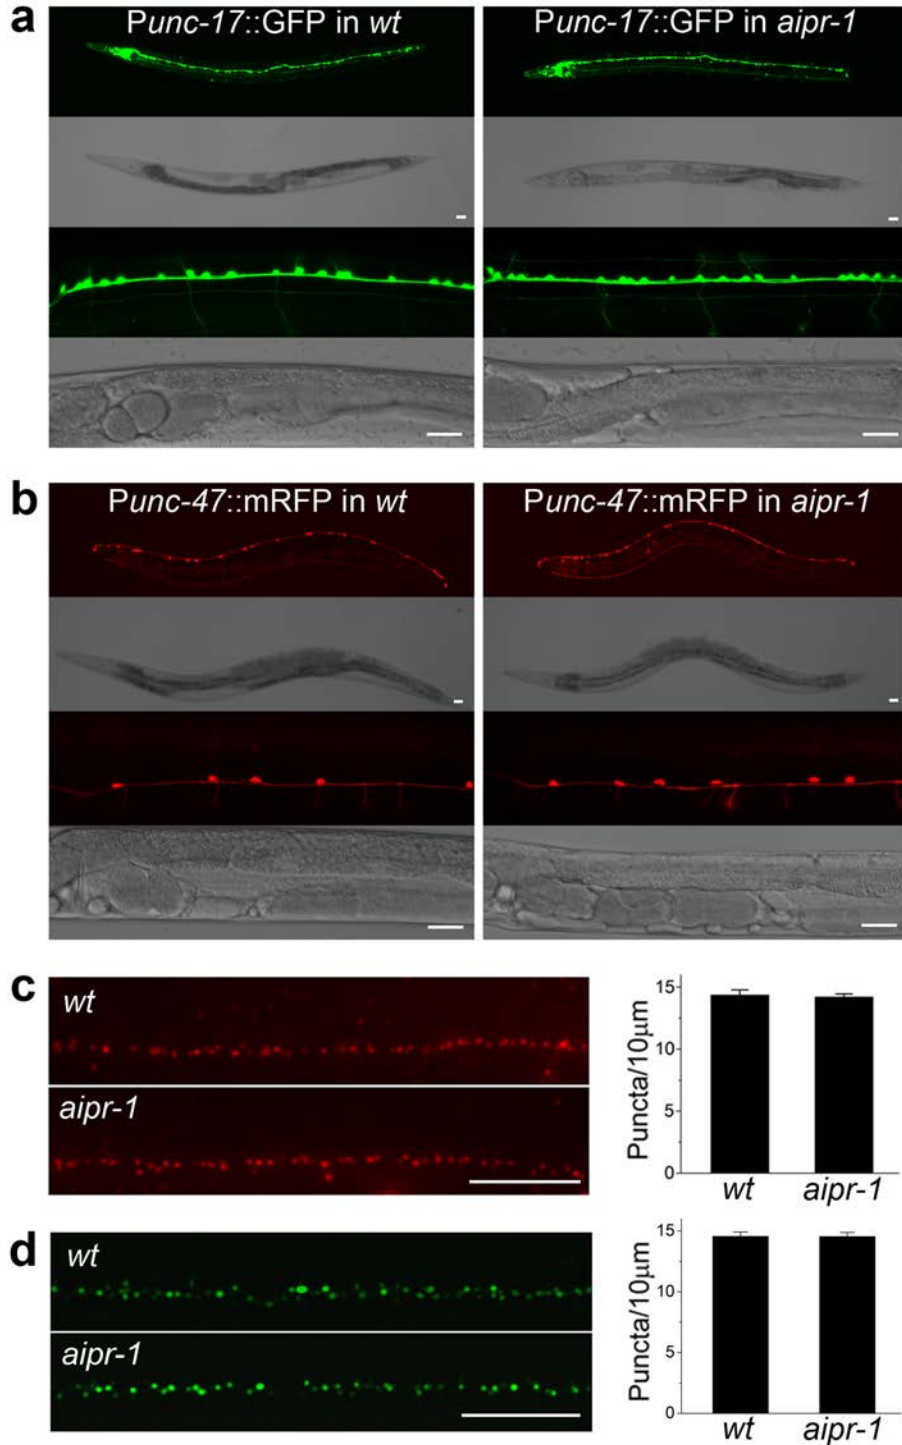 a
Punc-17::GFP in wt
Punc-17::GFP in aipr-1
b
Punc-47::mRFP in wt
Punc-47::mRFP in aipr-1
c
wt
aipr-1
Puncta/10μm
15
10
5
0
wt
aipr-1
d
wt
aipr-1
Puncta/10μm
15
10
5
0
wt
aipr-1